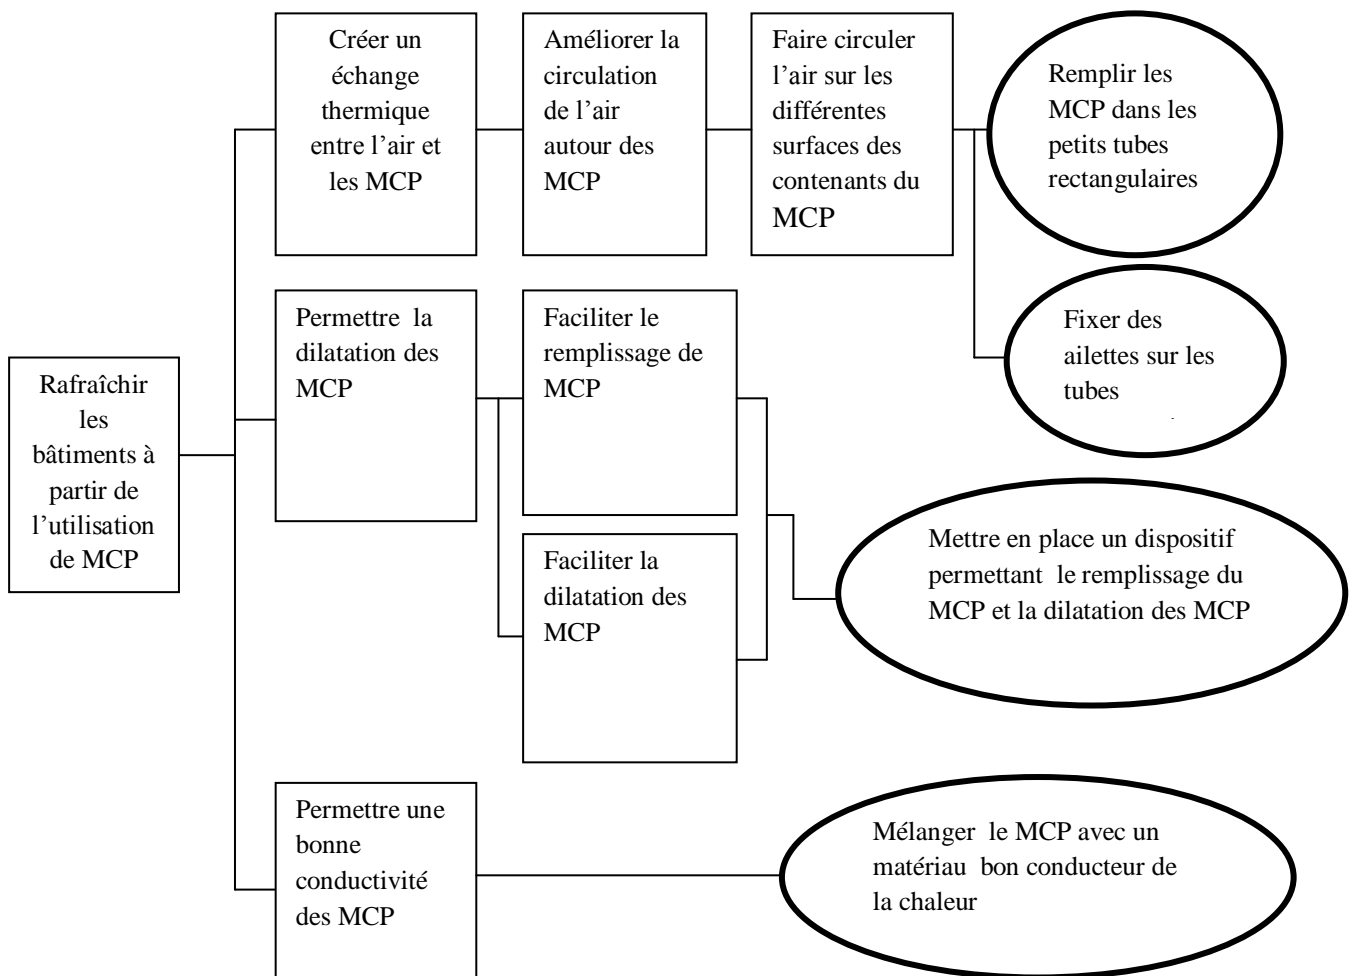 Créer un
échange
thermique
entre l’air et
les MCP
Améliorer la
circulation
de l’air
autour des
MCP
Faire circuler
l’air sur les
différentes
surfaces des
contenants du
MCP
Remplir les
MCP dans les
petits tubes
rectangulaires
Fixer des
ailettes sur les
tubes
Permettre la
dilatation des
MCP
Faciliter le
remplissage de
MCP
Rafraîchir
les
bâtiments à
partir de
l’utilisation
de MCP
Faciliter la
dilatation des
MCP
Mettre en place un dispositif
permettant le remplissage du
MCP et la dilatation des MCP
Permettre une
bonne
conductivité
des MCP
Mélanger le MCP avec un
matériau bon conducteur de
la chaleur